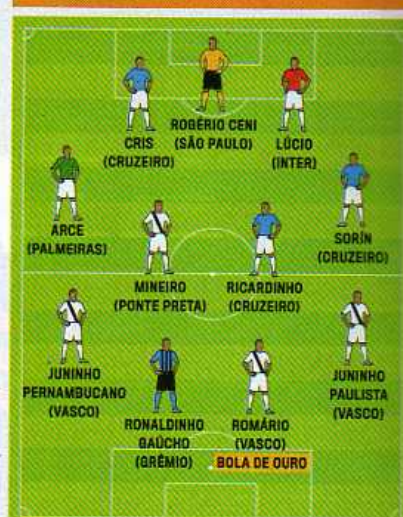 ROGÉRIO CENI
(SÃO PAULO)
CRIS
(CRUZEIRO)
LÚCIO
(INTER)
ARCE
(PALMEIRAS)
SORÍN
(CRUZEIRO)
MINEIRO
(PONTE PRETA)
RICARDINHO
(CRUZEIRO)
JUNINHO
PERNAMBUCANO
(VASCO)
JUNINHO
PAULISTA
(VASCO)
RONALDINHO
GAÚCHO
(GRÊMIO)
ROMÁRIO
(VASCO)
BOLA DE OURO